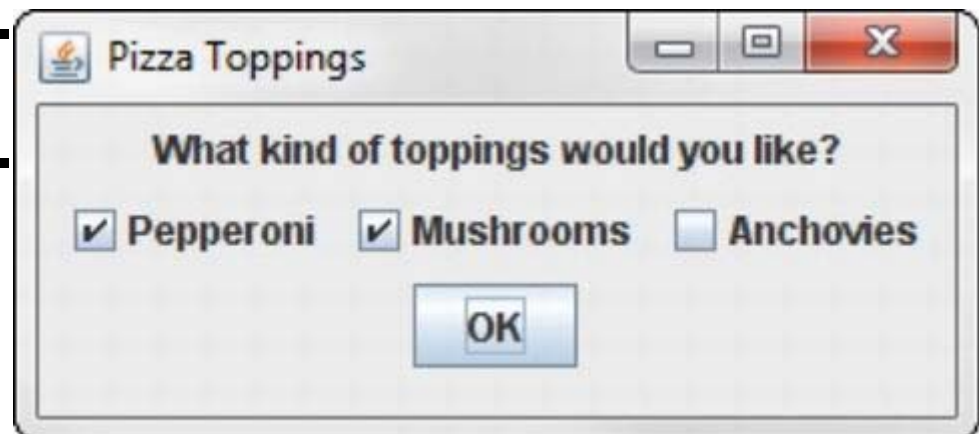 Pizza Toppings
What kind of toppings would you like?
Pepperoni Mushrooms Anchovies
OK